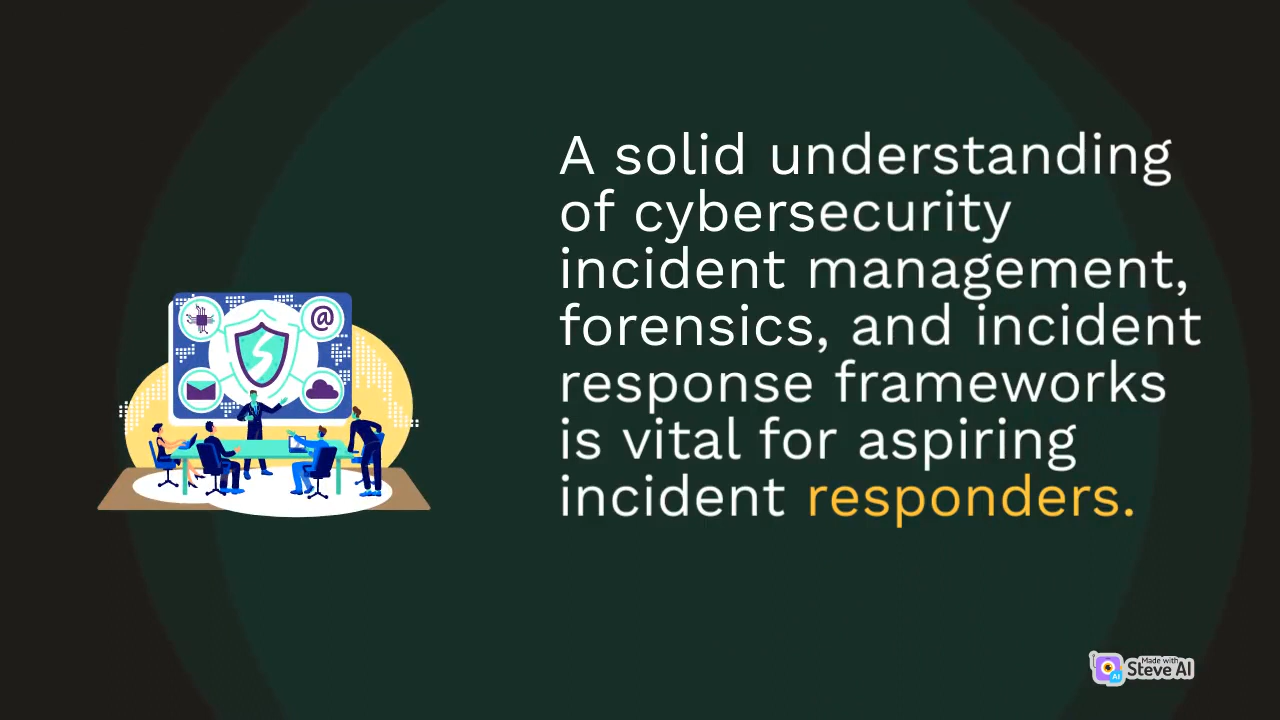 A solid understanding
of cybersecurity
incident management,
forensics, and incident
response frameworks
is vital for aspiring
incident responders.
@
Made with
Steve AI
AI